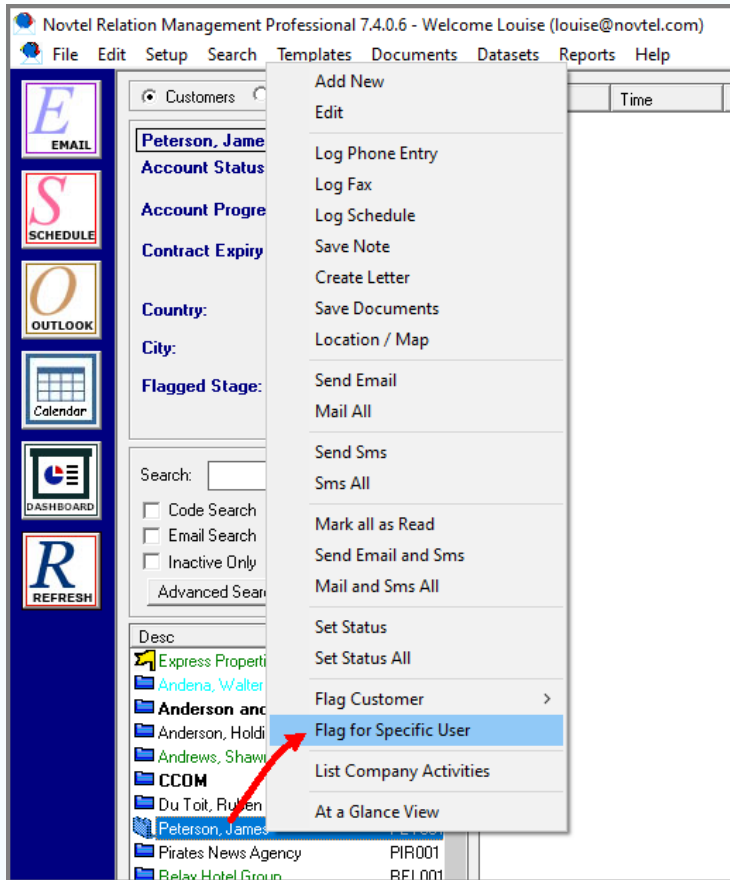 Novtel Relation Management Professional 7.4.0.6 - Welcome Louise (louise@novtel.com)
File Edit Setup Search Templates Documents Datasets Reports Help
E
EMAIL
S
SCHEDULE
O
OUTLOOK
Calendar
DASHBOARD
R
REFRESH
Customers
Time
Peterson, Jame
Account Status
Account Progre
Contract Expiry
Country:
City:
Flagged Stage:
Search:
Code Search
Email Search
Inactive Only
Advanced Sear
Desc
Express Properti
Andena, Walter
Anderson and
Anderson, Holdi
Andrews, Shaw
CCOM
Du Toit, Ruben
Peterson, James
Pirates News Agency PIR001
Relax Hotel Group REL001
Add New
Edit
Log Phone Entry
Log Fax
Log Schedule
Save Note
Create Letter
Save Documents
Location / Map
Send Email
Mail All
Send Sms
Sms All
Mark all as Read
Send Email and Sms
Mail and Sms All
Set Status
Set Status All
Flag Customer >
Flag for Specific User
List Company Activities
At a Glance View